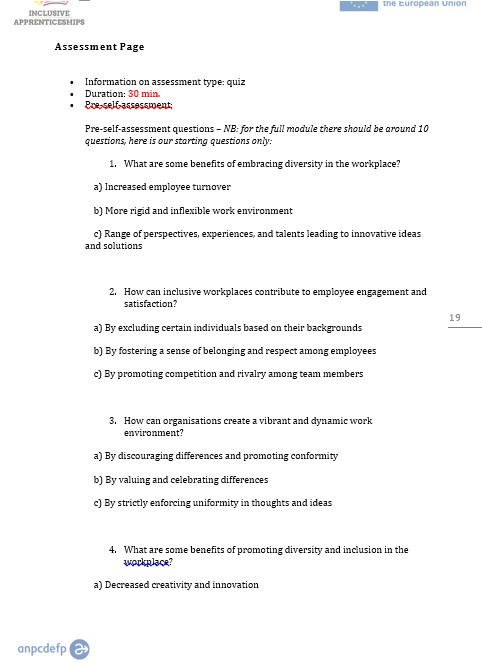 INCLUSIVE
APPRENTICESHIPS
the European Union
Assessment Page
• Information on assessment type: quiz
• Duration: 30 min.
• Pre-self-assessment:
Pre-self-assessment questions – NB: for the full module there should be around 10
questions, here is our starting questions only:
1. What are some benefits of embracing diversity in the workplace?
a) Increased employee turnover
b) More rigid and inflexible work environment
c) Range of perspectives, experiences, and talents leading to innovative ideas
and solutions
2. How can inclusive workplaces contribute to employee engagement and
satisfaction?
19
a) By excluding certain individuals based on their backgrounds
b) By fostering a sense of belonging and respect among employees
c) By promoting competition and rivalry among team members
3. How can organisations create a vibrant and dynamic work
environment?
a) By discouraging differences and promoting conformity
b) By valuing and celebrating differences
c) By strictly enforcing uniformity in thoughts and ideas
4. What are some benefits of promoting diversity and inclusion in the
workplace?
a) Decreased creativity and innovation
anpcdefp